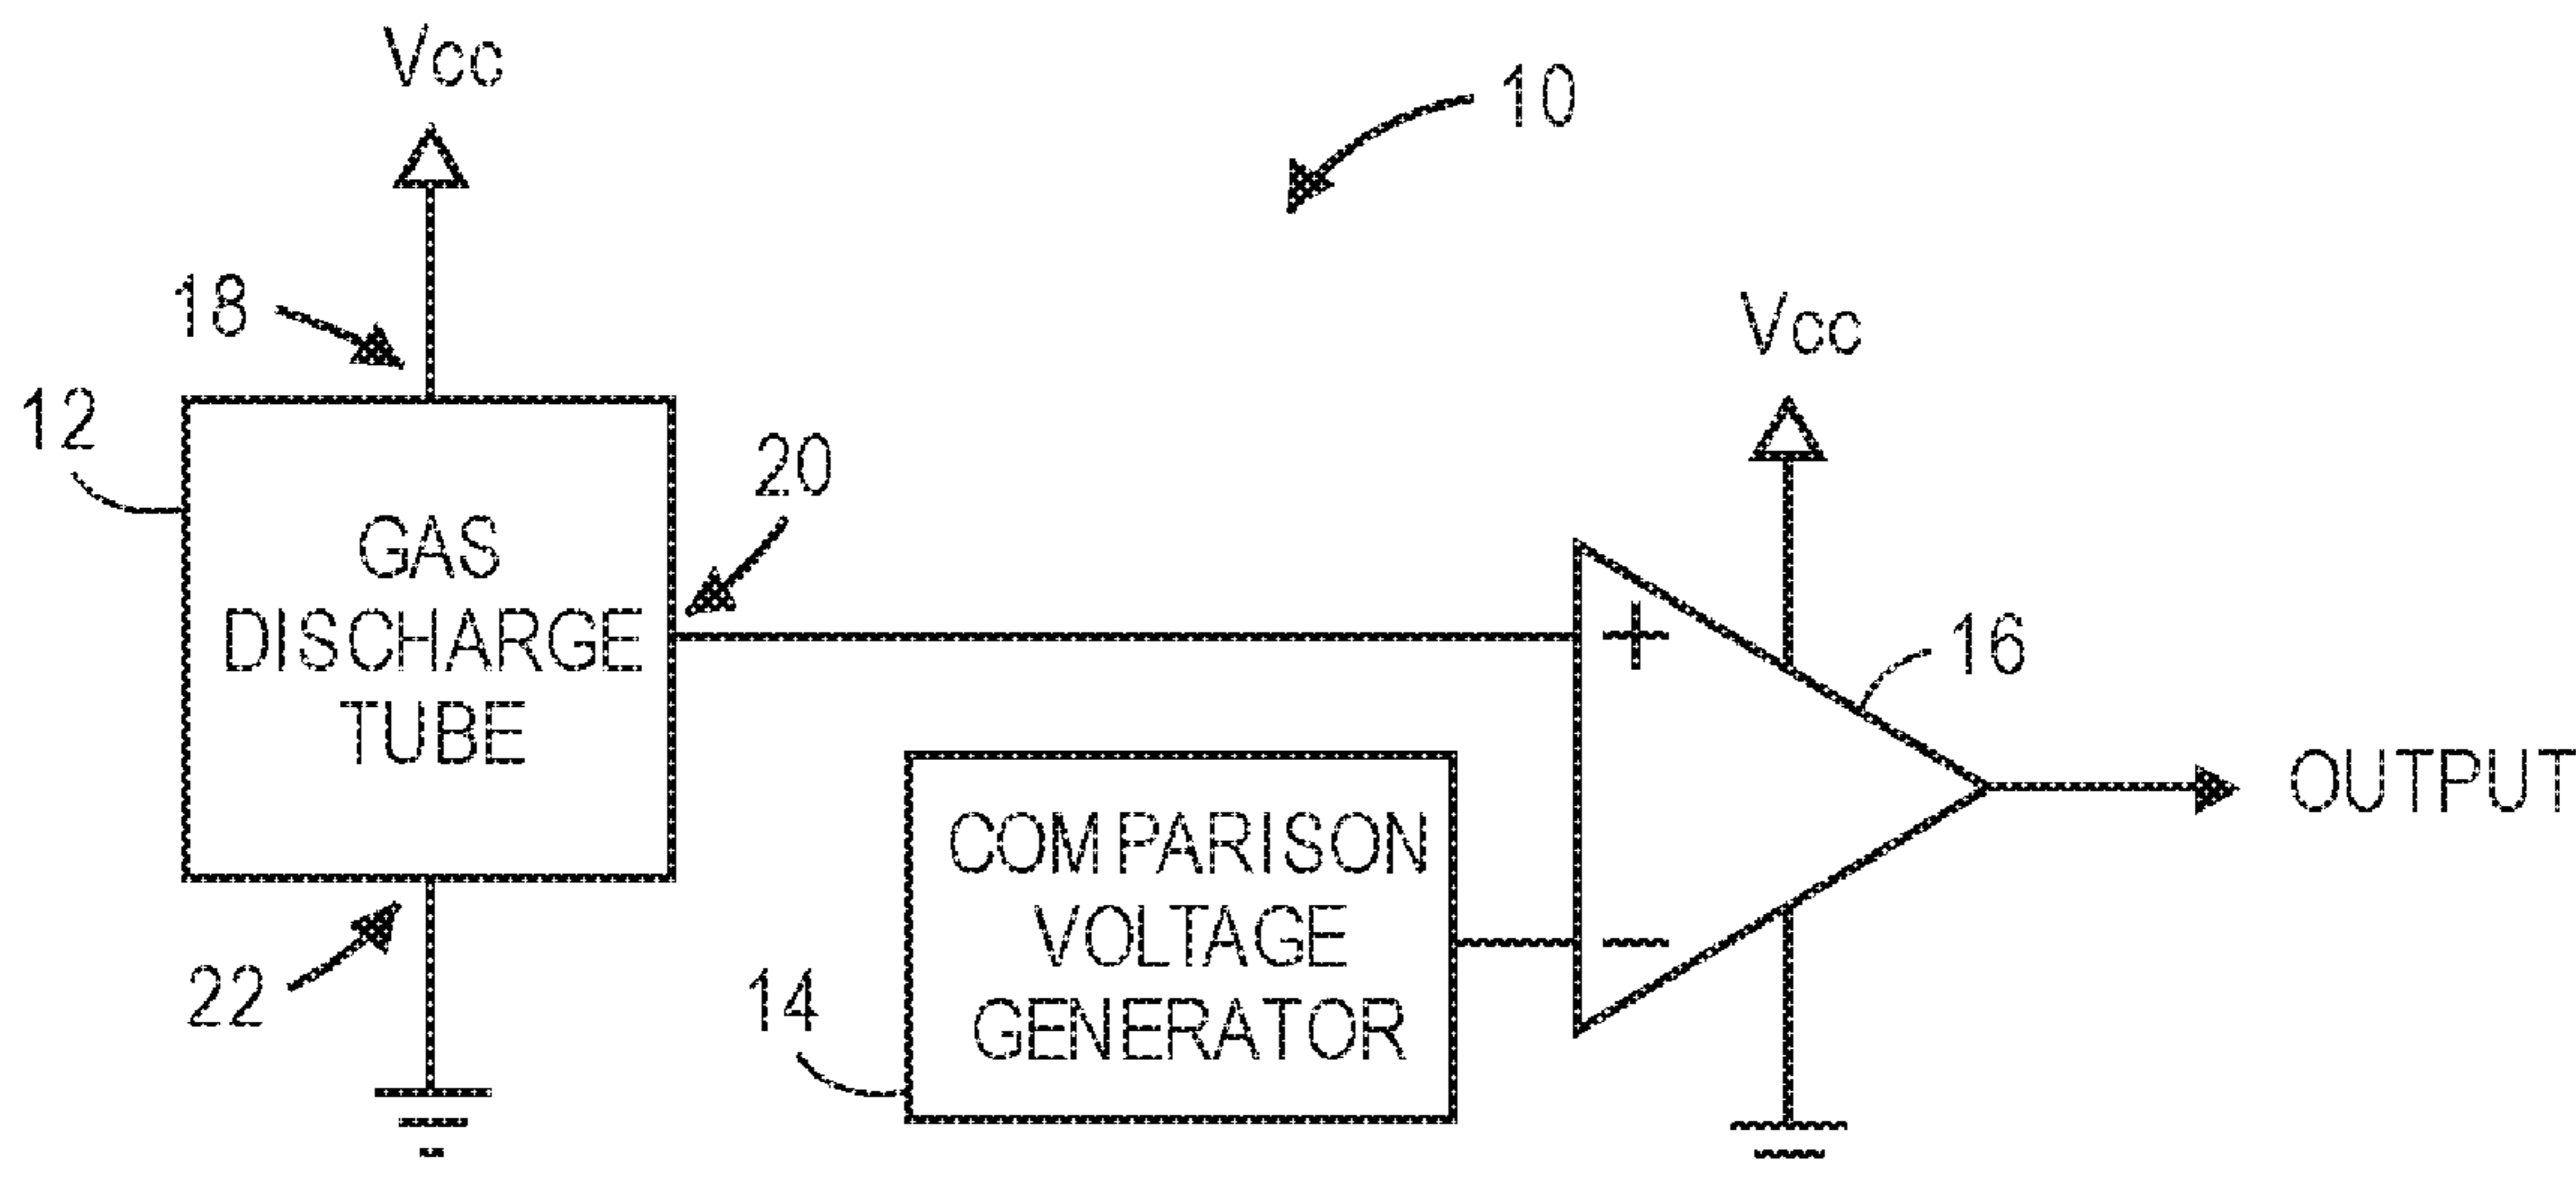 Vcc
10
18
Vcc
12
20
GAS
DISCHARGE
TUBE
+
16
OUTPUT
COMPARISON
VOLTAGE
GENERATOR
−
22
14